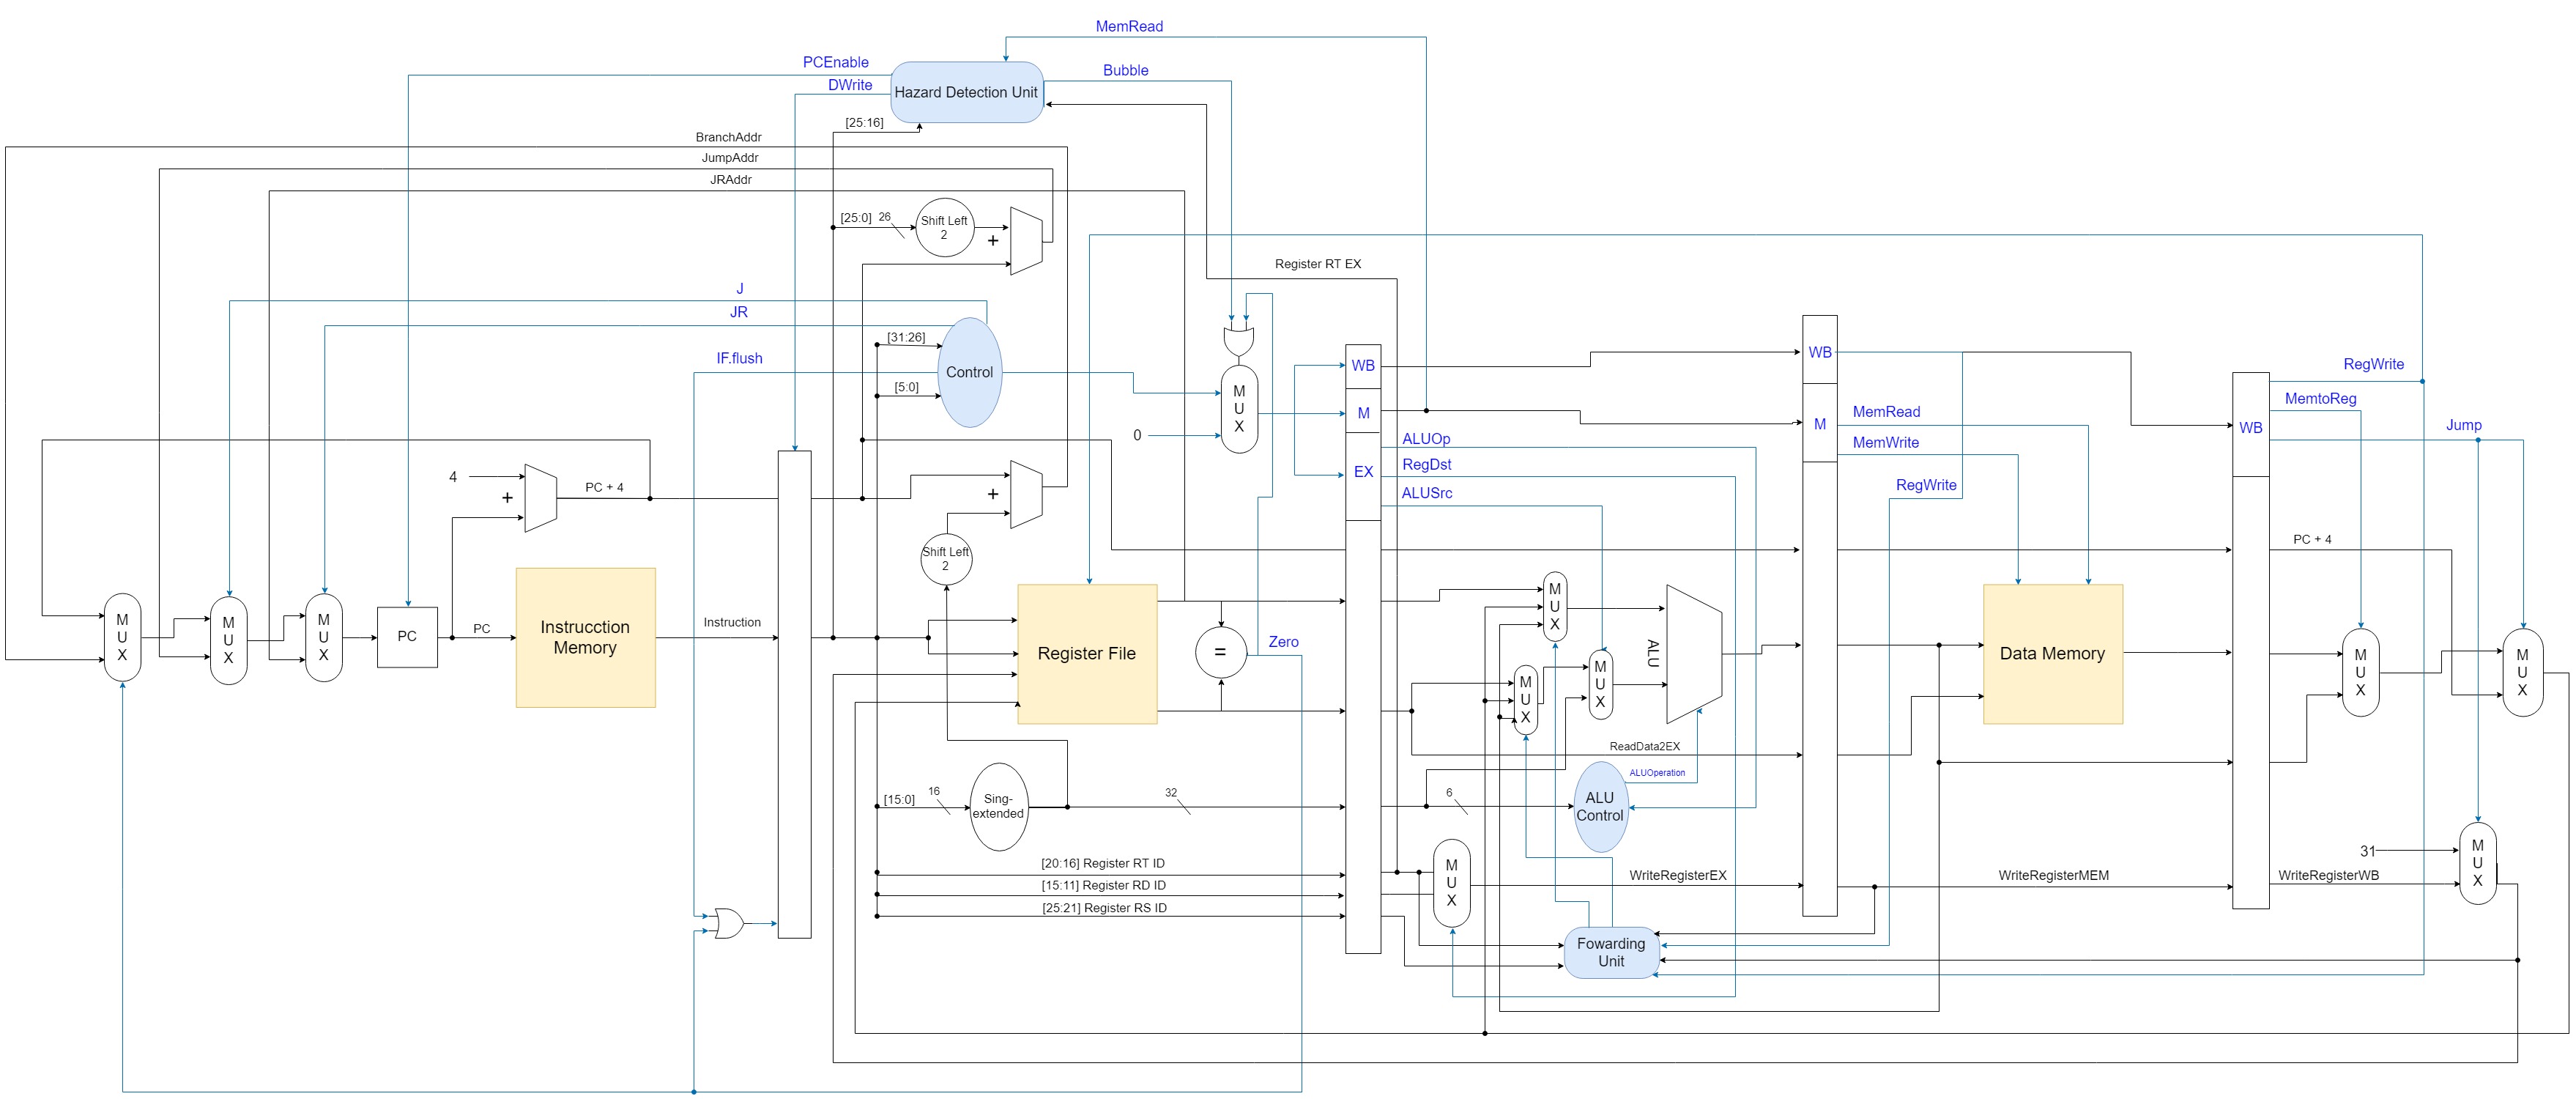 MemRead
PCEnable
Bubble
DWrite
Hazard Detection Unit
[25:16]
BranchAddr
JumpAddr
JRAddr
[25:0]
26
Shift Left
2
+
Register RT EX
J
JR
[31:26]
IF.flush
Control
[5:0]
M
U
X
0
WB
M
EX
ALUOp
RegDst
ALUSrc
WB
M
MemRead
MemWrite
RegWrite
RegWrite
MemtoReg
WB
Jump
4
+
PC + 4
+
Shift Left
2
PC + 4
M
U
X
M
U
X
M
U
X
PC
PC
Instrucction
Memory
Instruction
Register File
=
Zero
M
U
X
M
U
X
M
U
X
ALU
Data Memory
M
U
X
M
U
X
ReadData2EX
ALUOperation
[15:0]
16
Sing-
extended
32
6
ALU
Control
[20:16] Register RT ID
[15:11] Register RD ID
[25:21] Register RS ID
M
U
X
WriteRegisterEX
WriteRegisterMEM
WriteRegisterWB
31
M
U
X
Fowarding
Unit